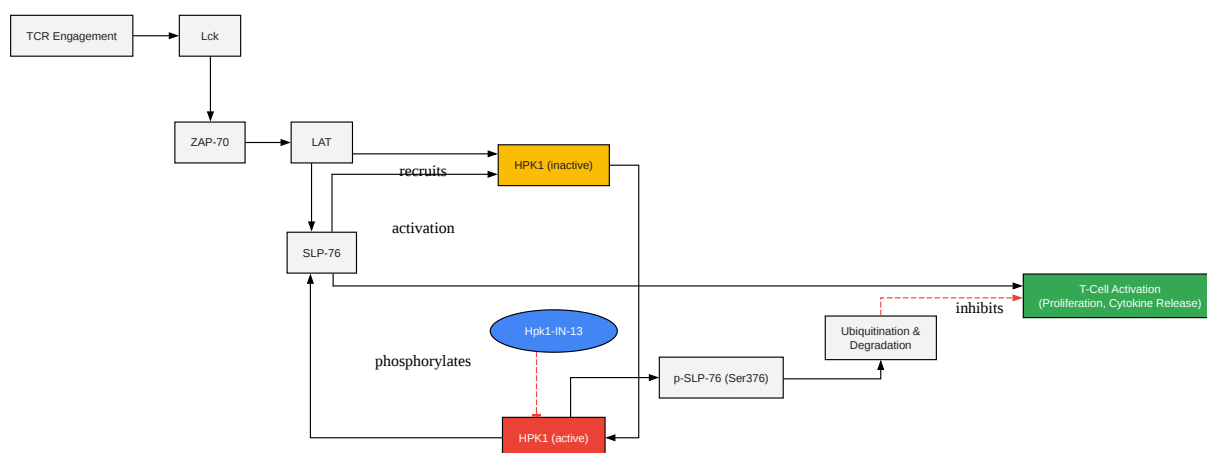 TCR Engagement
Lck
ZAP-70
LAT
HPK1 (inactive)
recruits
activation
SLP-76
T-Cell Activation
(Proliferation, Cytokine Release)
inhibits
Hpk1-IN-13
Ubiquitination &
Degradation
phosphorylates
p-SLP-76 (Ser376)
HPK1 (active)